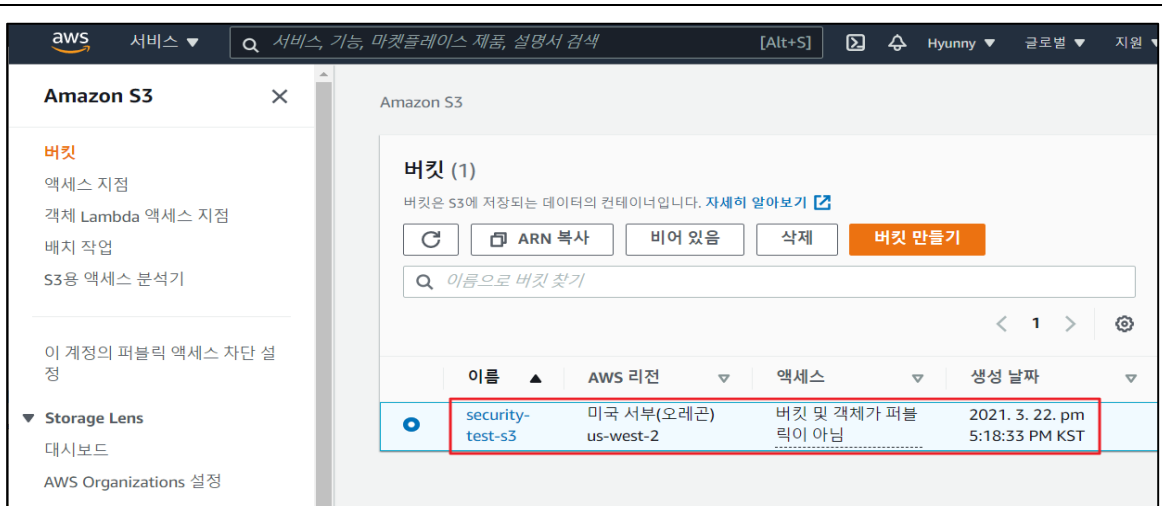 aws 서비스 ▼ 서비스, 기능, 마켓플레이스 제품, 설명서 검색 [Alt+S] Hyunny ▼ 글로벌 ▼ 지원
Amazon S3
버킷
액세스 지점
객체 Lambda 액세스 지점
배치 작업
S3용 액세스 분석기
이 계정의 퍼블릭 액세스 차단 설
정
▼ Storage Lens
대시보드
AWS Organizations 설정
Amazon S3
버킷 (1)
버킷은 S3에 저장되는 데이터의 컨테이너입니다. 자세히 알아보기
ARN 복사 비어 있음 삭제 버킷 만들기
이름으로 버킷 찾기
< 1 >
이름 ▲ AWS 리전 ▽ 액세스 ▽ 생성 날짜 ▽
security- 미국 서부(오레곤) 버킷 및 객체가 퍼블 2021. 3. 22. pm
test-s3 us-west-2 릭이 아님 5:18:33 PM KST